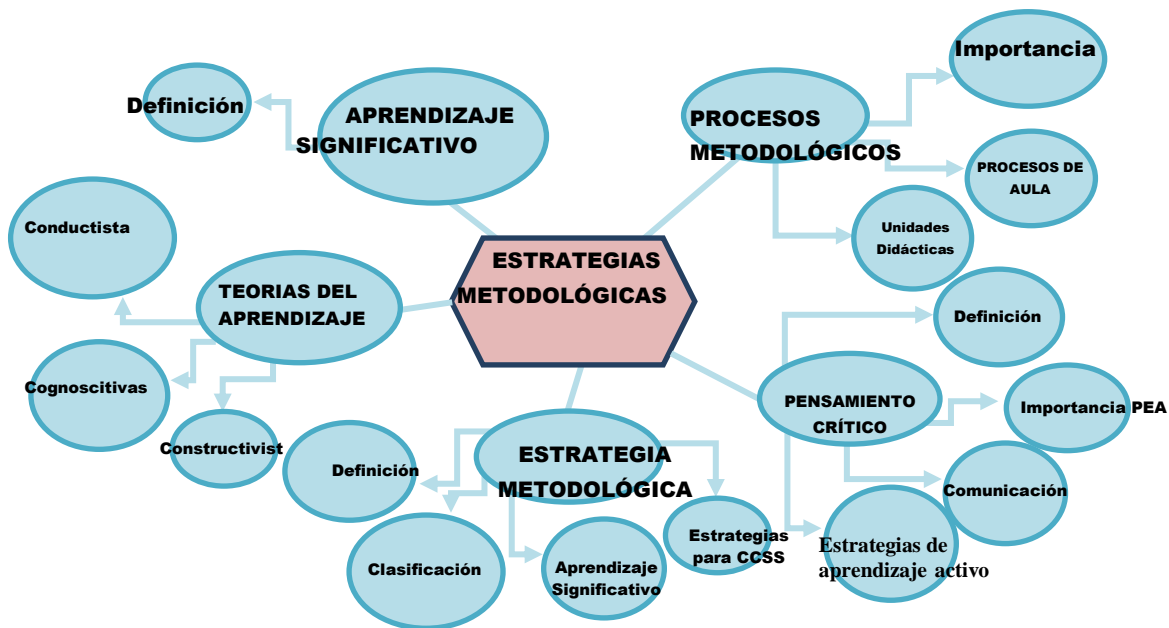 Importancia
Definición
APRENDIZAJE
SIGNIFICATIVO
PROCESOS
METODOLÓGICOS
PROCESOS DE
AULA
Conductista
Unidades
Didácticas
ESTRATEGIAS
METODOLÓGICAS
TEORIAS DEL
APRENDIZAJE
Definición
Cognoscitivas
PENSAMIENTO
CRÍTICO
Importancia PEA
Constructivist
Definición
ESTRATEGIA
METODOLÓGICA
Comunicación
Clasificación
Aprendizaje
Significativo
Estrategias
para CCSS
Estrategias de
aprendizaje activo